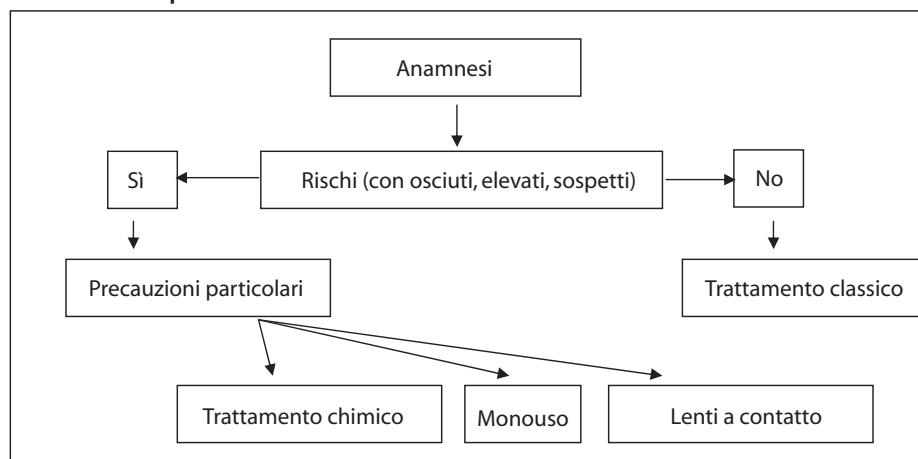 Anamnesi
Sì
Rischi (con osciuti, elevati, sospetti)
No
Precauzioni particolari
Trattamento classico
Trattamento chimico
Monouso
Lenti a contatto